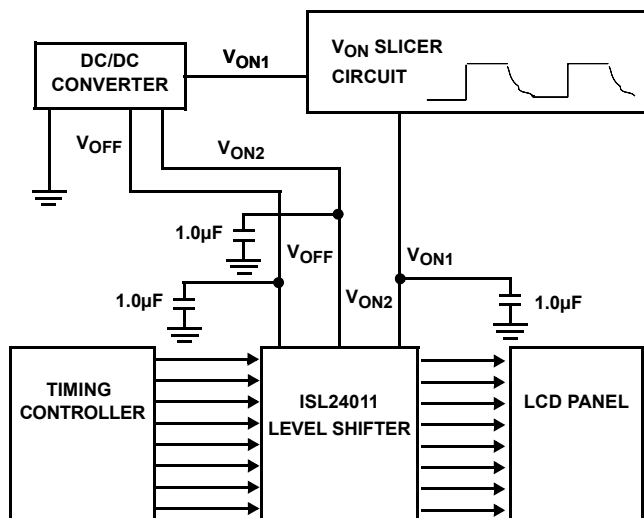 DC/DC
CONVERTER
VON1
VON SLICER
CIRCUIT
VOFF
VON2
1.0µF
VOFF
VON1
1.0µF
VON2
1.0µF
TIMING
CONTROLLER
ISL24011
LEVEL SHIFTER
LCD PANEL